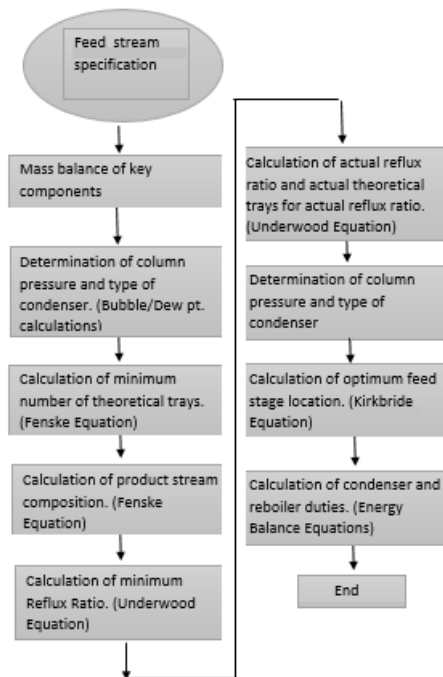 Feed stream
specification
Mass balance of key
components
Determination of column
pressure and type of
condenser. (Bubble/Dew pt.
calculations)
Calculation of minimum
number of theoretical trays.
(Fenske Equation)
Calculation of product stream
composition. (Fenske
Equation)
Calculation of minimum
Reflux Ratio. (Underwood
Equation)
Calculation of actual reflux
ratio and actual theoretical
trays for actual reflux ratio.
(Underwood Equation)
Determination of column
pressure and type of
condenser
Calculation of optimum feed
stage location. (Kirkbride
Equation)
Calculation of condenser and
reboiler duties. (Energy
Balance Equations)
End